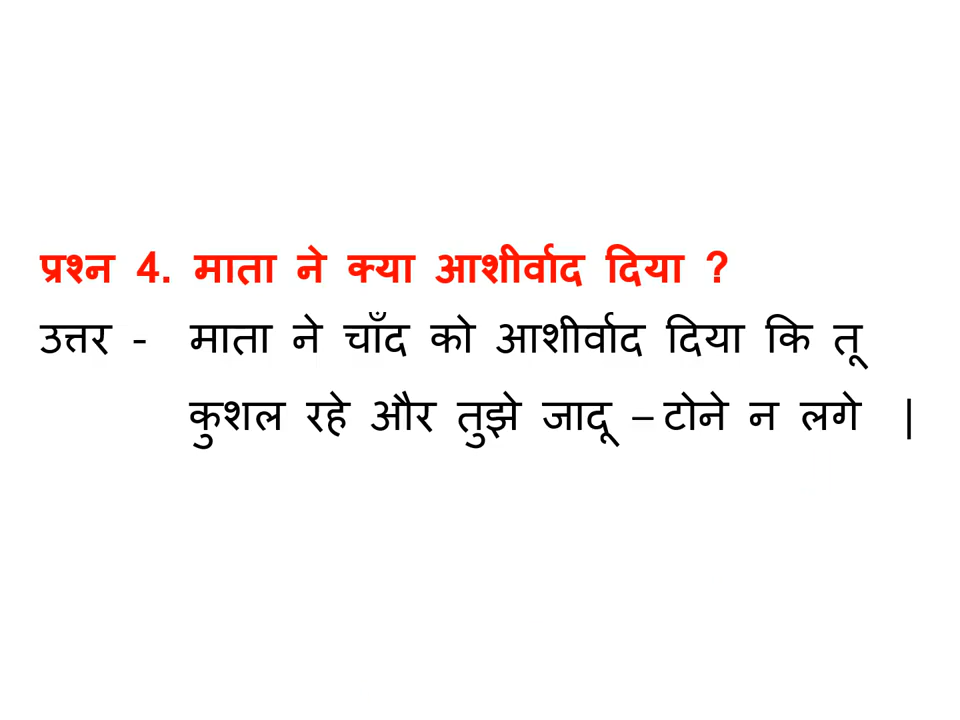 प्रश्न 4. माता ने क्या आशीर्वाद दिया ?
उत्तर - माता ने चाँद को आशीर्वाद दिया कि तू
कुशल रहे और तुझे जादू – टोने न लगे |